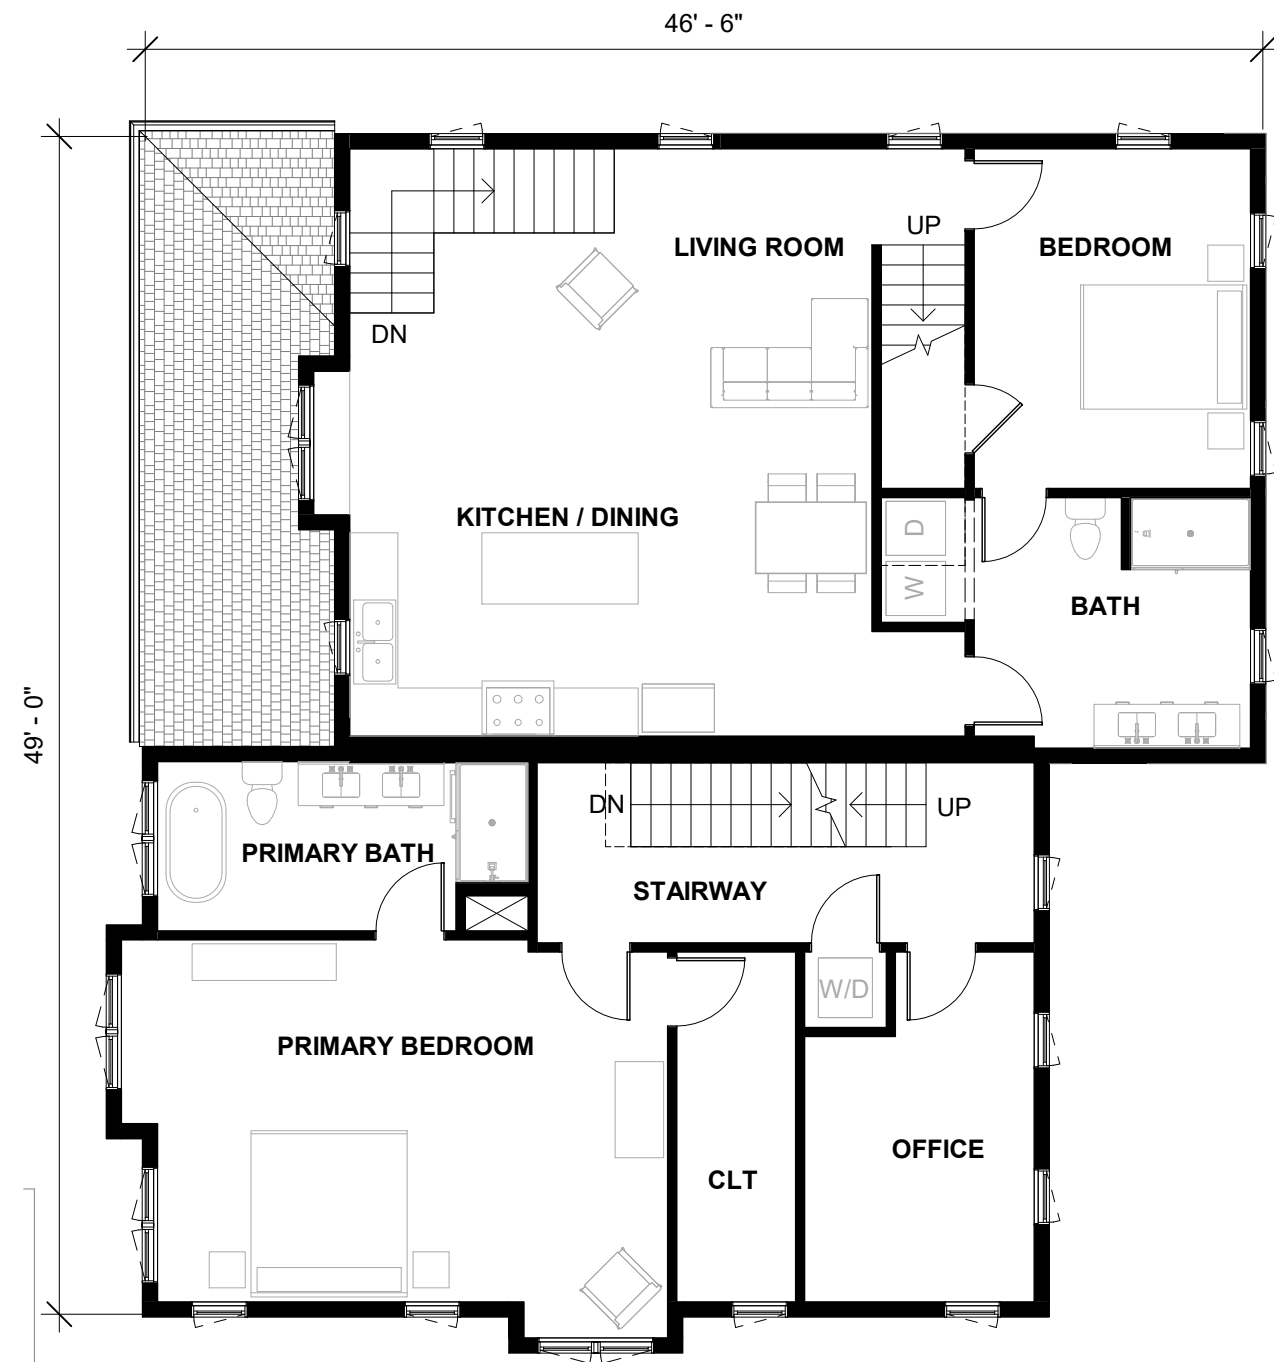 46' - 6"
UP
LIVING ROOM
BEDROOM
DN
KITCHEN / DINING
D
W
BATH
49' - 0"
DN
UP
PRIMARY BATH
STAIRWAY
W/D
PRIMARY BEDROOM
OFFICE
CLT